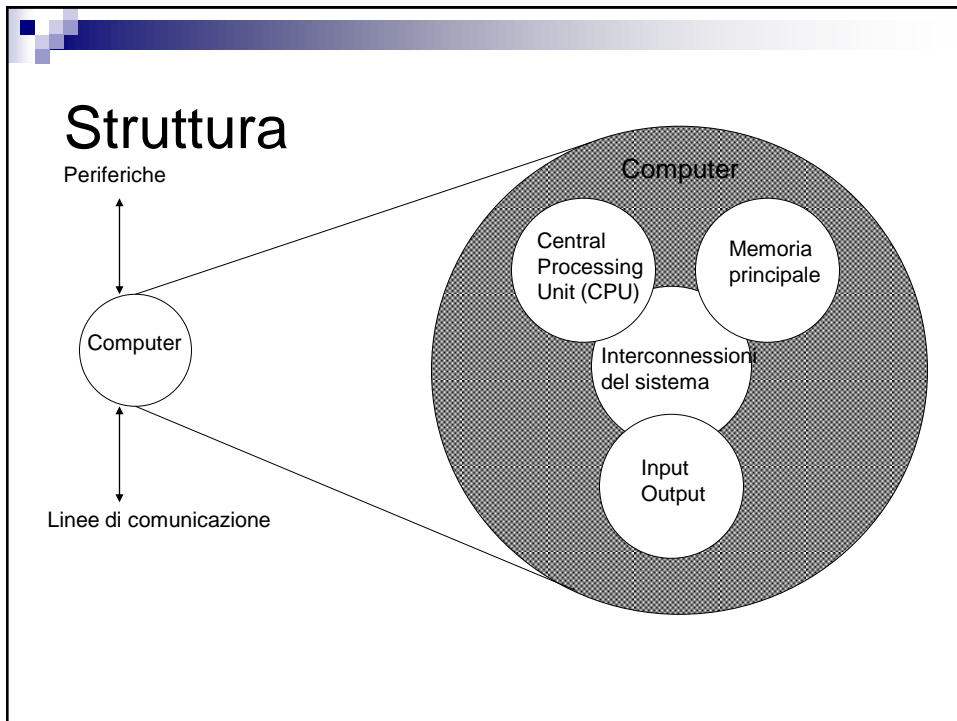 Struttura
Periferiche
Computer
Linee di comunicazione
Computer
Central
Processing
Unit (CPU)
Memoria
principale
Interconnessioni
del sistema
Input
Output